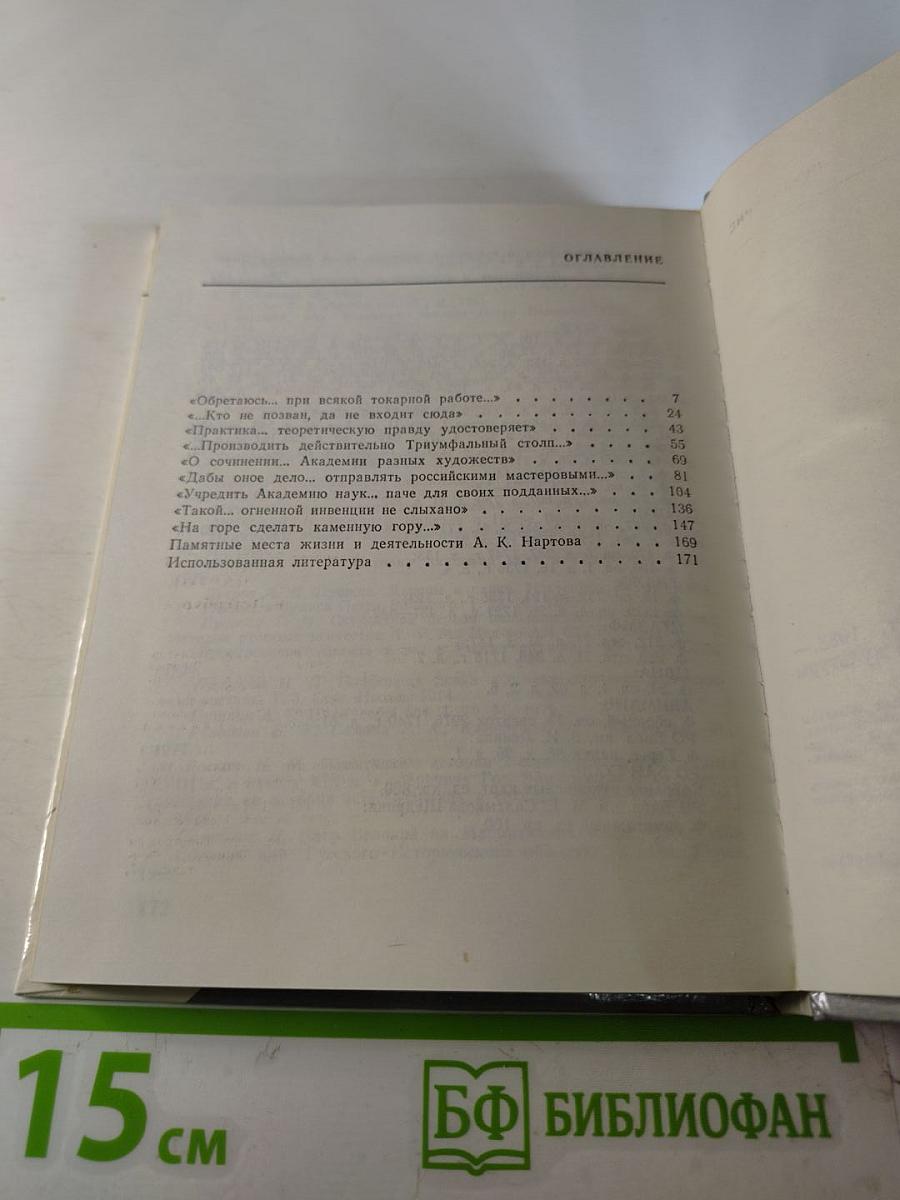 ОГЛАВЛЕНИЕ
«Обретаюсь... при всякой токарной работе...» . . . . . . . . 7
«...Кто не позван, да не входит сюда» . . . . . . . . . . 24
«Практика... теоретическую правду удостоверяет» . . . . . . 43
«...Производить действительно Триумфальный столп...» . . . . 55
«О сочинении... Академии разных художеств» . . . . . . . 69
«Дабы оное дело... отправлять российскими мастеровыми...» . . 81
«Учредить Академию наук... паче для своих подданных...» . . . 104
«Такой... огненной инвенции не слыхано» . . . . . . . . . 136
«На горе сделать каменную гору...» . . . . . . . . . . . 147
Памятные места жизни и деятельности А. К. Нартова . . . . 169
Использованная литература . . . . . . . . . . . . . . . 171
15 см
БФ БИБЛИОФАН